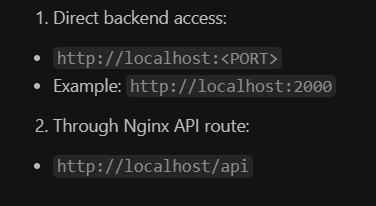 1. Direct backend access:
• http://localhost:<PORT>
• Example: http://localhost:2000
2. Through Nginx API route:
• http://localhost/api